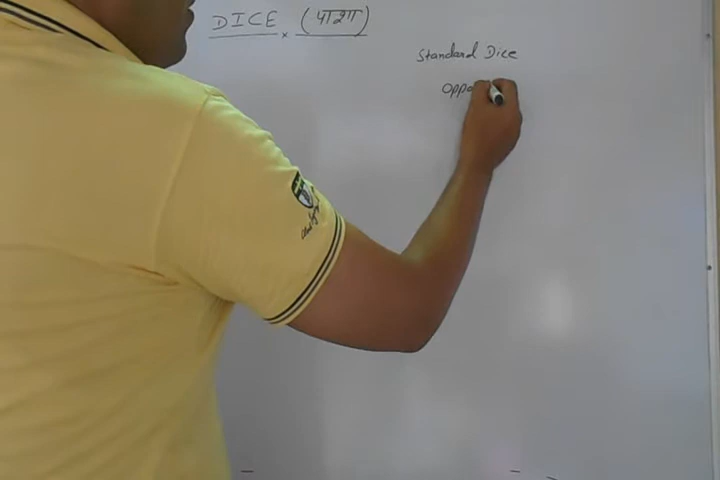 DICE (पासा)
Standard Dice
Oppo